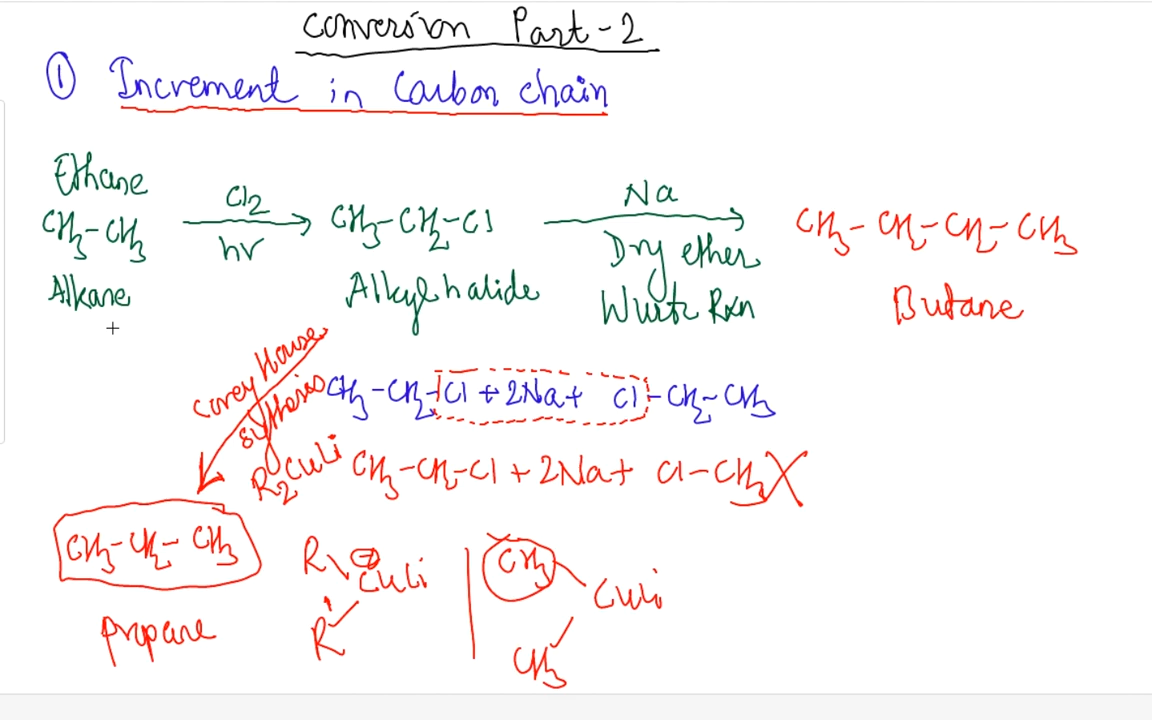 Conversion Part-2
① Increment in Carbon chain
Ethane
CH3-CH3
Alkane
Cl2
hν
CH3-CH2-Cl
Alkyl halide
Na
Dry ether
Wurtz Rxn
CH3-CH2-CH2-CH3
Butane
Corey House
sythesis
R2CuLi
CH3-CH2-Cl + 2Na + Cl-CH2-CH3
CH3-CH2-Cl + 2Na + Cl-CH3 X
CH3-CH2-CH3
Propane
R
⊖
CuLi
R
CH3
CuLi
CH3